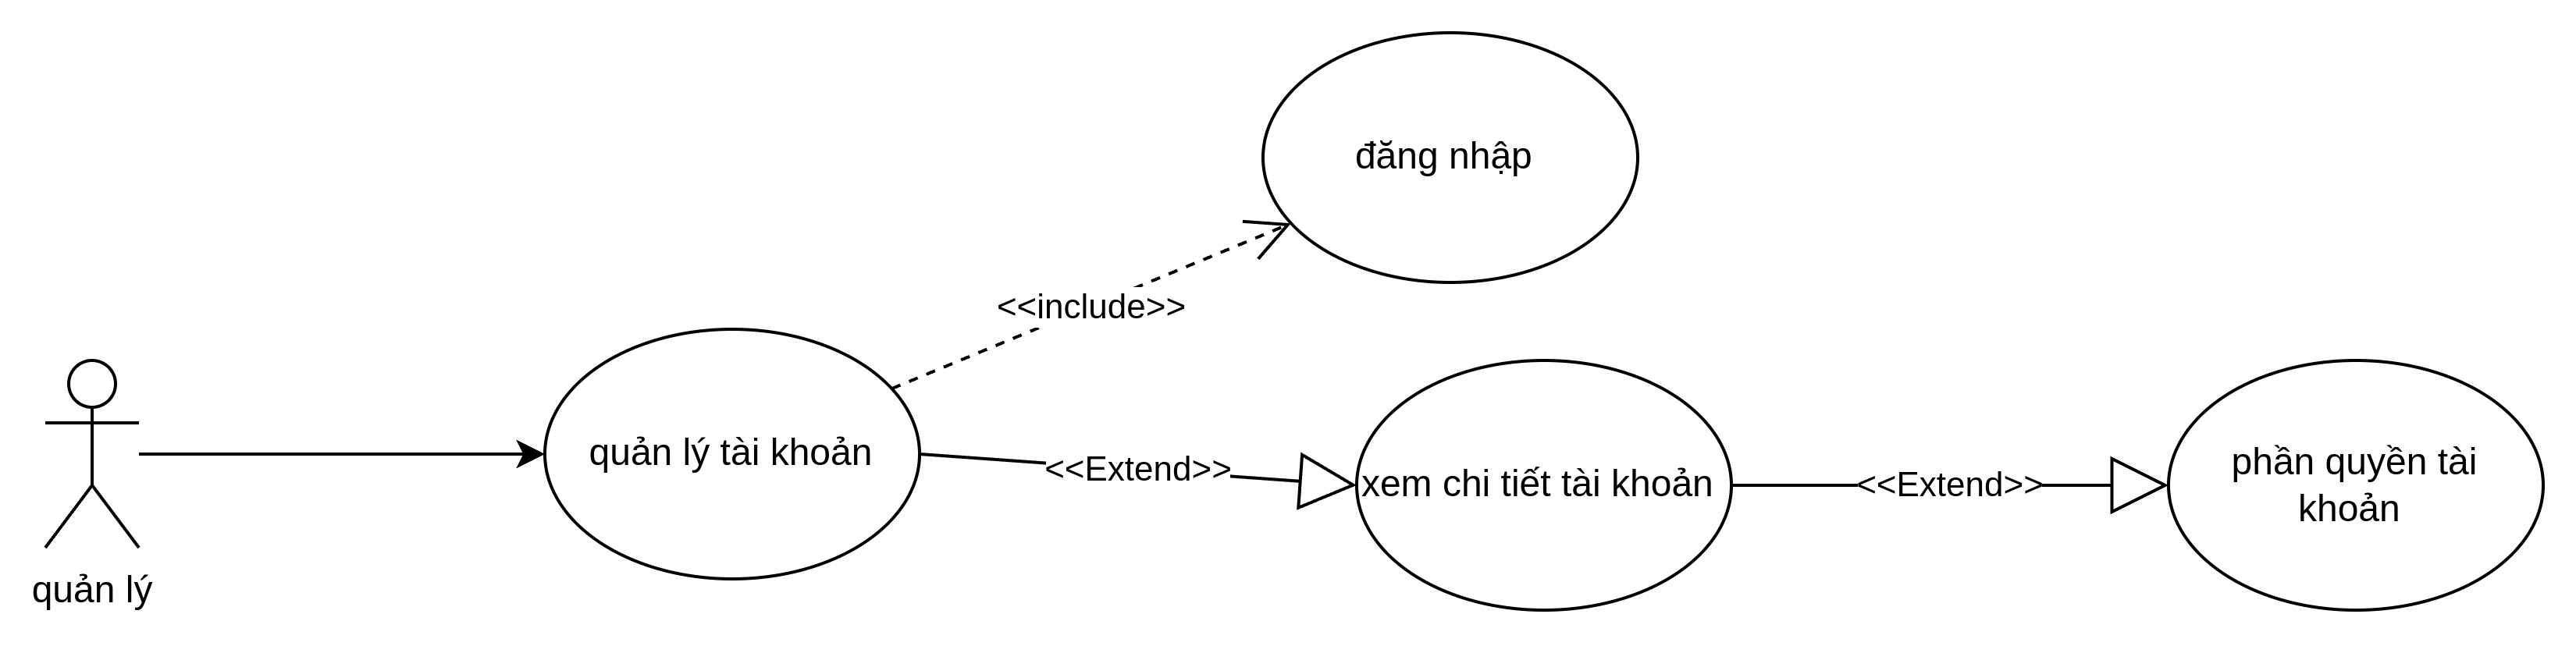 đăng nhập
<<include>>
quản lý tài khoản
<<Extend>>
xem chi tiết tài khoản
<<Extend>>
phần quyền tài
khoản
quản lý